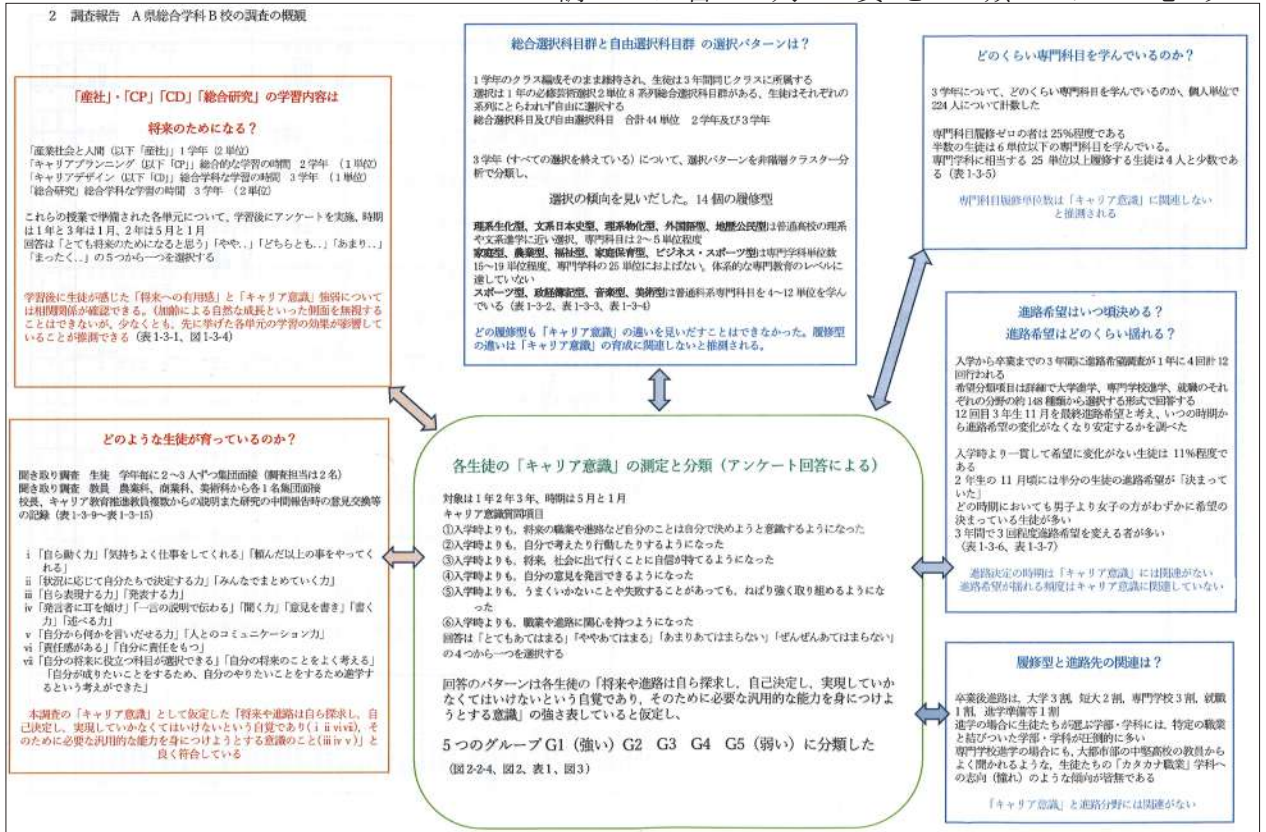 2 調査報告 A県総合学科B校の調査の概観
「産社」・「CP」「CD」「総合研究」の学習内容は
将来のためになる？
「産業社会と人間（以下「産社」）1学年（2単位）
「キャリアプランニング（以下「CP」）総合的な学習の時間 2学年 （1単位）
「キャリアデザイン（以下「CD」）総合学科な学習の時間 3学年 （1単位）
「総合研究」総合学科な学習の時間 3学年 （2単位）
これらの授業で準備された各単元について、学習後にアンケートを実施、時期
は1年と3年は1月、2年は5月と1月
回答は「とても将来のためになると思う」「やや..」「どちらとも..」「あまり..」
「まったく..」の5つから一つを選択する
学習後に生徒が感じた「将来への有用感」と「キャリア意識」強弱について
は相関関係が確認できる。（加齢による自然な成長といった側面を無視する
ことはできないが、少なくとも、先に挙げた各単元の学習の効果が影響して
いることが推測できる（表1-3-1、図1-3-4）
総合選択科目群と自由選択科目群 の選択パターンは？
1学年のクラス編成そのまま維持され、生徒は3年間同じクラスに所属する
選択は1年の必修芸術選択2単位8系列総合選択科目群がある、生徒はそれぞれの
系列にとらわれず自由に選択する
総合選択科目及び自由選択科目 合計44単位 2学年及び3学年
3学年（すべての選択を終えている）について、選択パターンを非階層クラスター分
析で分類し、
選択の傾向を見いだした。14個の履修型
理系生化型、文系日本史型、理系物化型、外国語型、地歴公民型は普通高校の理系
や文系進学に近い選択、専門科目は2～5単位程度
家庭型、農業型、福祉型、家庭保育型、ビジネス・スポーツ型は専門学科単位数
15～19単位程度、専門学科の25単位におよばない。体系的な専門教育のレベルに
達していない
スポーツ型、政経簿記型、音楽型、美術型は普通科系専門科目を4～12単位を学ん
でいる（表1-3-2、表1-3-3、表1-3-4）
どの履修型も「キャリア意識」の違いを見いだすことはできなかった。履修型
の違いは「キャリア意識」の育成に関連しないと推測される。
どのくらい専門科目を学んでいるのか？
3学年について、どのくらい専門科目を学んでいるのか、個人単位で
224人について計数した
専門科目履修ゼロの者は25%程度である
半数の生徒は6単位以下の専門科目を学んでいる。
専門学科に相当する25単位以上履修する生徒は4人と少数であ
る（表1-3-5）
専門科目履修単位数は「キャリア意識」に関連しない
と推測される
進路希望はいつ頃決める？
進路希望はどのくらい揺れる？
入学から卒業までの3年間に進路希望調査が1年に4回計12
回行われる
希望分類項目は詳細で大学進学、専門学校進学、就職のそれ
ぞれの分野の約148種類から選択する形式で回答する
12回目3年生11月を最終進路希望と考え、いつの時期か
ら進路希望の変化がなくなり安定するかを調べた
入学時より一貫して希望に変化がない生徒は 11%程度で
ある
2年生の11月頃には半分の生徒の進路希望が「決まって
いた」
どの時期においても男子より女子の方がわずかに希望の
決まっている生徒が多い
3年間で3回程度進路希望を変える者が多い
（表1-3-6、表1-3-7）
進路決定の時期は「キャリア意識」には関連がない
進路希望が揺れる頻度はキャリア意識に関連していない
どのような生徒が育っているのか？
聞き取り調査 生徒 学年毎に2～3人ずつ集団面接（調査担当は2名）
聞き取り調査 教員 農業科、商業科、美術科から各1名集団面接
校長、キャリア教育推進教員複数からの説明また研究の中間報告時の意見交換等
の記録（表1-3-9～表1-3-15）
ⅰ「自ら働く力」「気持ちよく仕事をしてくれる」「頼んだ以上の事をやってく
れる」
ⅱ「状況に応じて自分たちで決定する力」「みんなでまとめていく力」
ⅲ「自ら表現する力」「発表する力」
ⅳ「発言者に耳を傾け」「一言の説明で伝わる」「聞く力」「意見を書き」「書く
力」「述べる力」
ⅴ「自分から何かを言いだせる力」「人とのコミュニケーション力」
ⅵ「責任感がある」「自分に責任をもつ」
ⅶ「自分の将来に役立つ科目が選択できる」「自分の将来のことをよく考える」
「自分が成りたいことをするため、自分のやりたいことをするため進学す
るという考えができた」
本調査の「キャリア意識」として仮定した「将来や進路は自ら探求し、自
己決定し、実現していかなくてはいけないという自覚であり（ⅰⅱⅵⅶ）、そ
のために必要な汎用的な能力を身につけようとする意識のこと（ⅲⅳⅴ）」と
良く符合している
各生徒の「キャリア意識」の測定と分類（アンケート回答による）
対象は1年2年3年、時期は5月と1月
キャリア意識質問項目
①入学時よりも、将来の職業や進路など自分のことは自分で決めようと意識するようになった
②入学時よりも、自分で考えたり行動したりするようになった
③入学時よりも、将来、社会に出て行くことに自信が持てるようになった
④入学時よりも、自分の意見を発言できるようになった
⑤入学時よりも、うまくいかないことや失敗することがあっても、ねばり強く取り組めるようにな
った
⑥入学時よりも、職業や進路に関心を持つようになった
回答は「とてもあてはまる」「ややあてはまる」「あまりあてはまらない」「ぜんぜんあてはまらない」
の4つから一つを選択する
回答のパターンは各生徒の「将来や進路は自ら探求し、自己決定し、実現していか
なくてはいけないという自覚であり、そのために必要な汎用的な能力を身につけよ
うとする意識」の強さ表していると仮定し、
5つのグループG1（強い）G2 G3 G4 G5（弱い）に分類した
（図2-2-4、図2、表1、図3）
履修型と進路先の関連は？
卒業後進路は、大学3割、短大2割、専門学校3割、就職
1割、進学準備等1割
進学の場合に生徒たちが選ぶ学部・学科には、特定の職業
と結びついた学部・学科が圧倒的に多い
専門学校進学の場合にも、大都市部の中堅高校の教員から
よく聞かれるような、生徒たちの「カタカナ職業」学科へ
の志向（憧れ）のような傾向が皆無である
「キャリア意識」と進路分野には関連がない